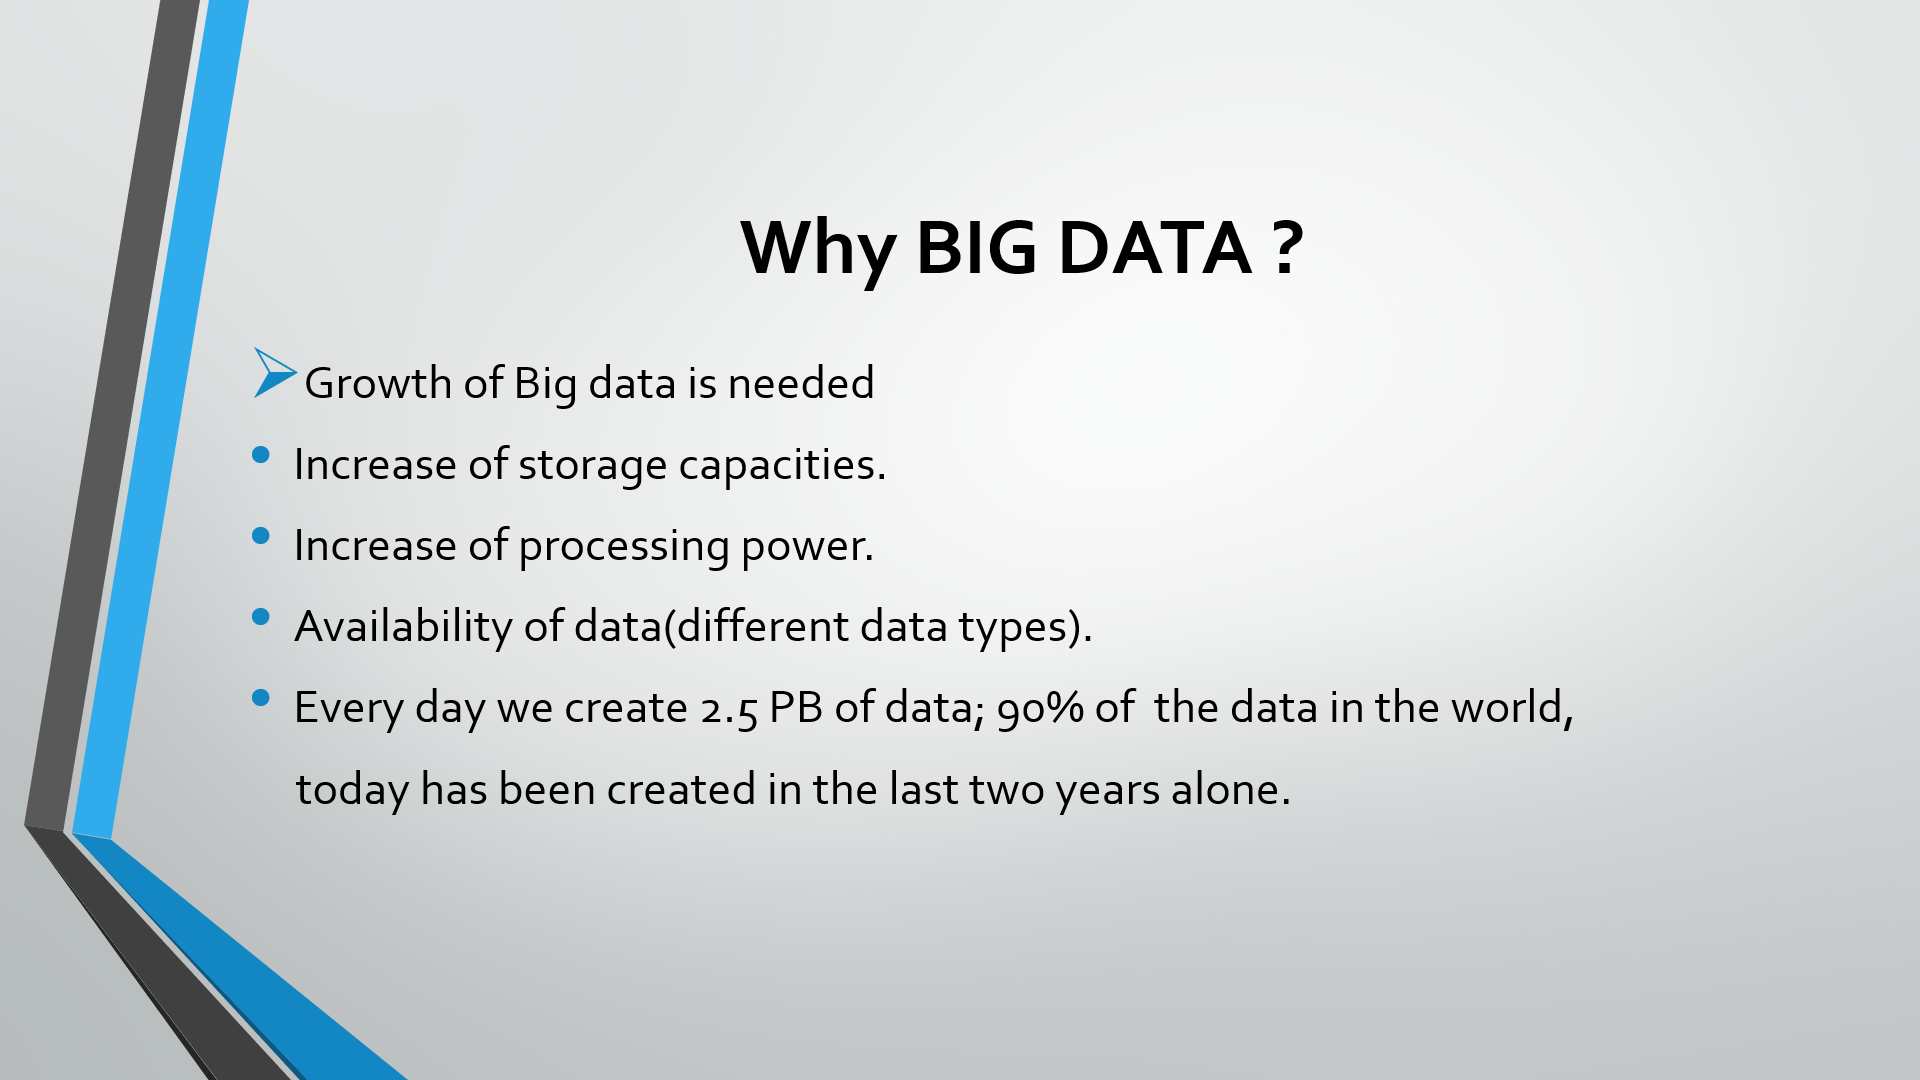 Why BIG DATA ?
Growth of Big data is needed
Increase of storage capacities.
Increase of processing power.
Availability of data(different data types).
Every day we create 2.5 PB of data; 90% of  the data in the world,
today has been created in the last two years alone.